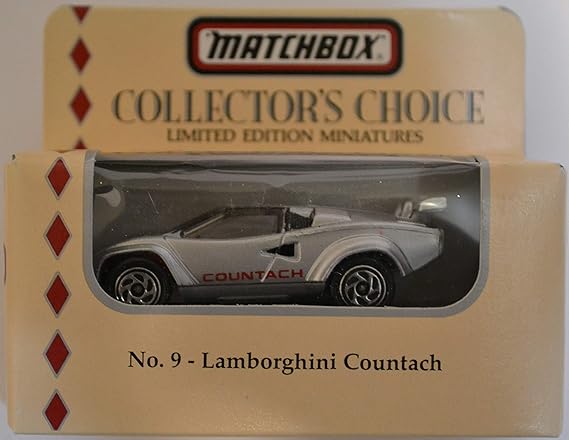 MATCHBOX
COLLECTOR'S CHOICE
LIMITED EDITION MINIATURES
COUNTACH
No. 9 - Lamborghini Countach